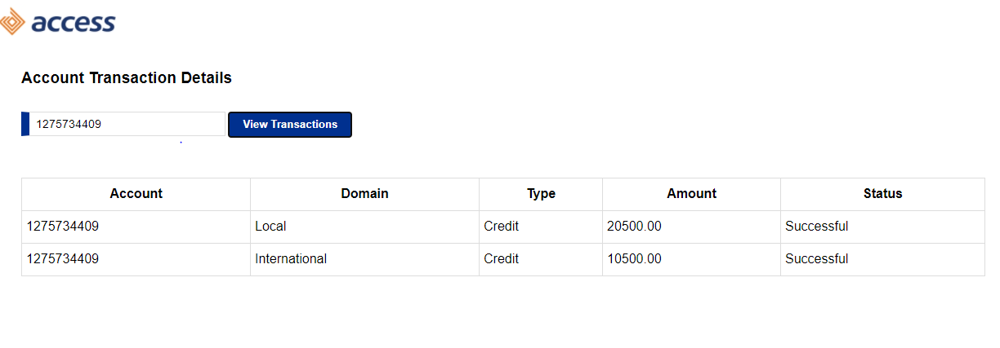 access
Account Transaction Details
1275734409 View Transactions
Account Domain Type Amount Status
1275734409 Local Credit 20500.00 Successful
1275734409 International Credit 10500.00 Successful